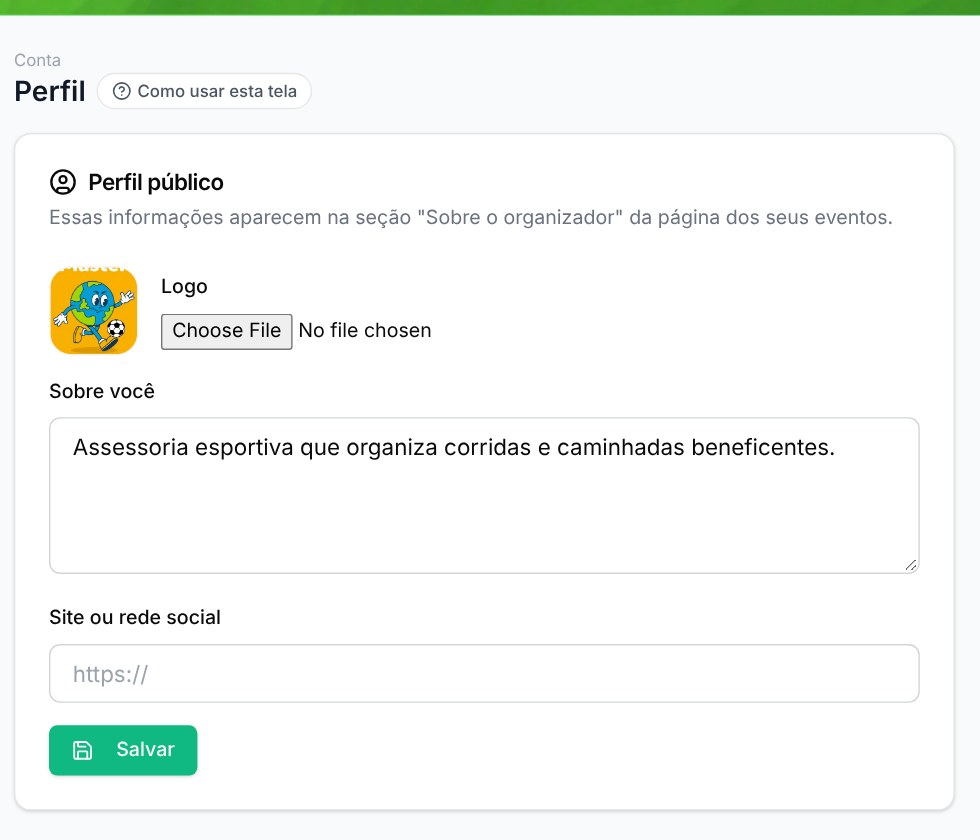 Conta
Perfil
Como usar esta tela
Perfil público
Essas informações aparecem na seção "Sobre o organizador" da página dos seus eventos.
Logo
Choose File No file chosen
Sobre você
Assessoria esportiva que organiza corridas e caminhadas beneficentes.
Site ou rede social
https://
Salvar